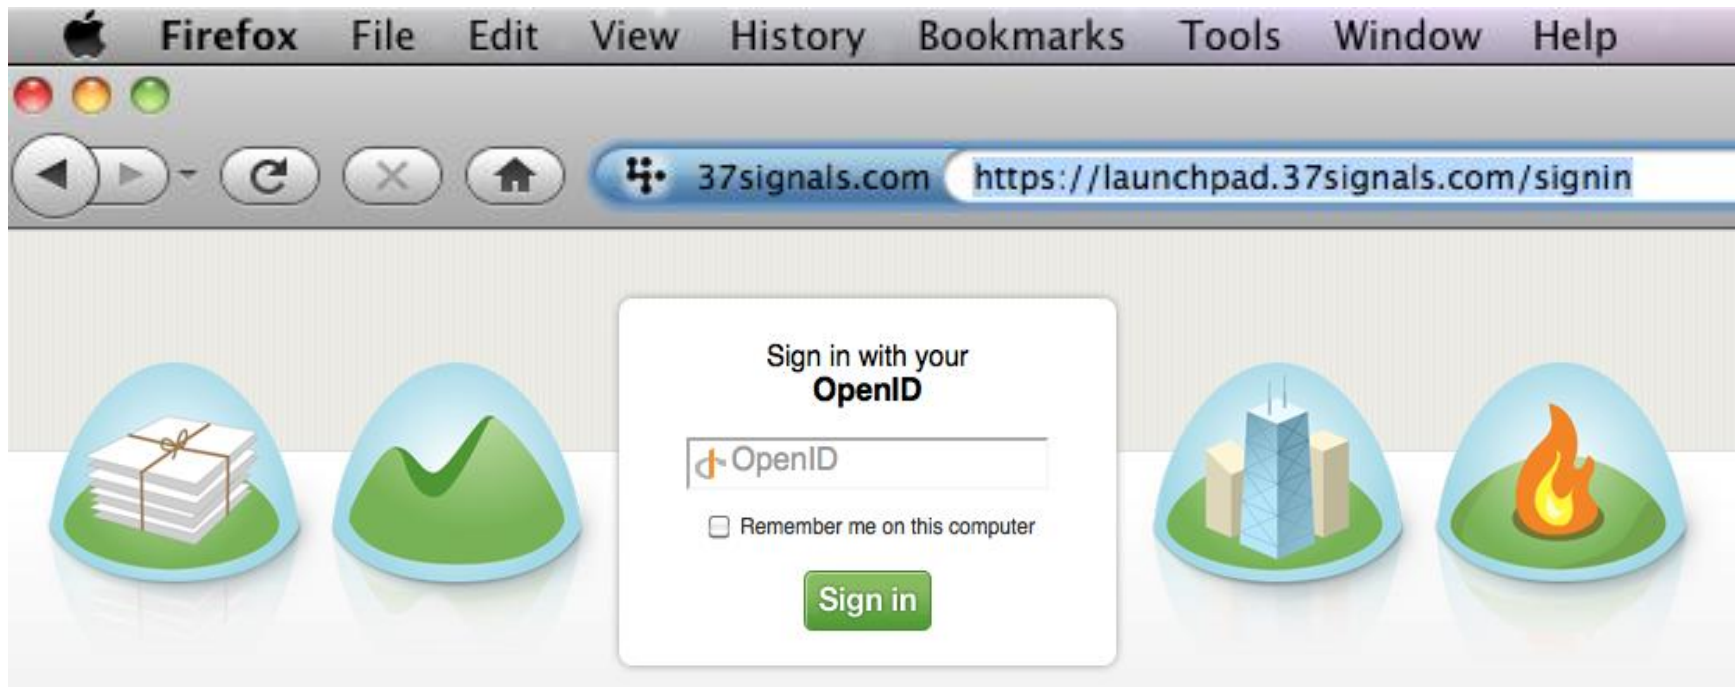 Firefox File Edit View History Bookmarks Tools Window Help
37signals.com https://launchpad.37signals.com/signin
Sign in with your
OpenID
OpenID
Remember me on this computer
Sign in